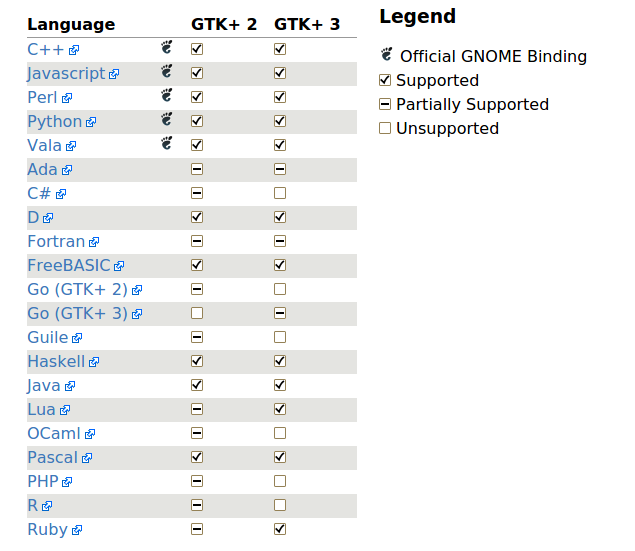 Language GTK+ 2 GTK+ 3
C++
Javascript
Perl
Python
Vala
Ada
C#
D
Fortran
FreeBASIC
Go (GTK+ 2)
Go (GTK+ 3)
Guile
Haskell
Java
Lua
OCaml
Pascal
PHP
R
Ruby
Legend
Official GNOME Binding
Supported
Partially Supported
Unsupported